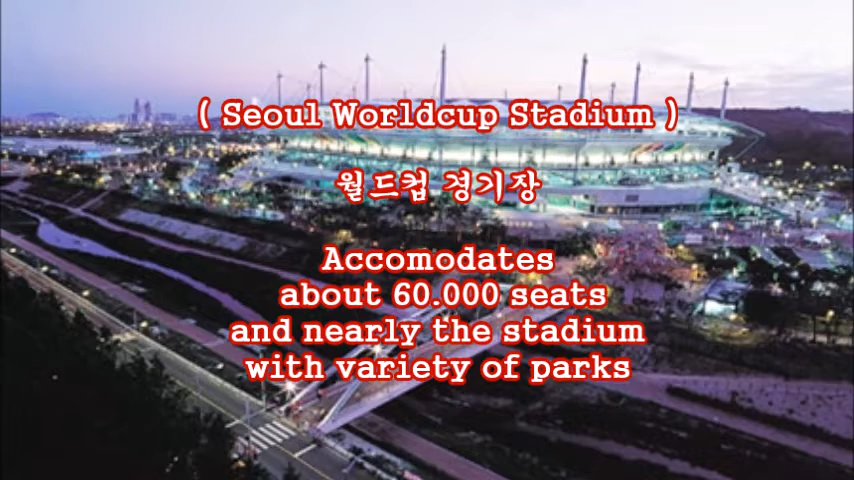 ( Seoul Worldcup Stadium )
월드컵 경기장
Accomodates
about 60.000 seats
and nearly the stadium
with variety of parks